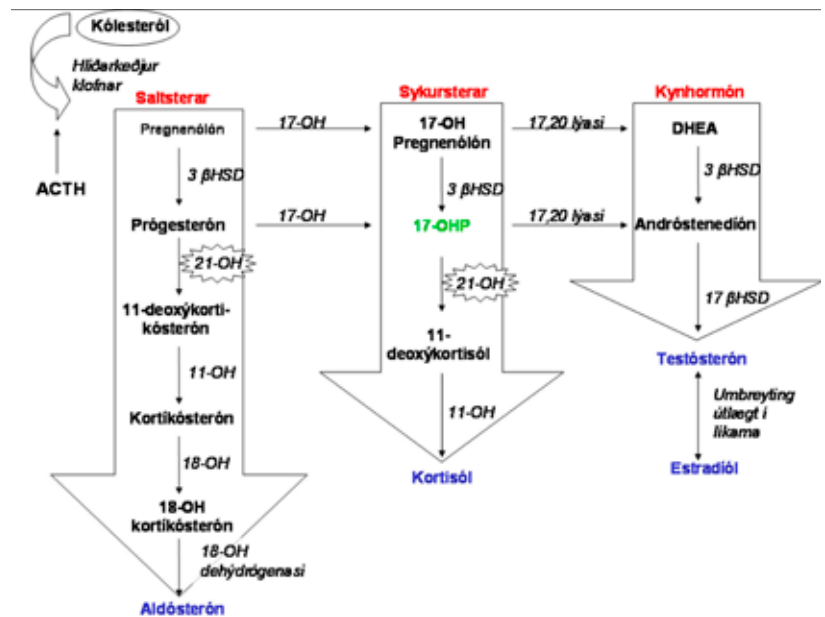 Kólesteról
Hliðarkeðjur
klofnar
ACTH
Saltsterar
Pregnenólón
3 βHSD
Prógesterón
21-OH
11-deoxýkorti-
kósterón
11-OH
Kortíkósterón
18-OH
18-OH
kortíkósterón
18-OH
dehýdrógenasi
Aldósterón
17-OH
17-OH
Sykursterar
17-OH
Pregnenólón
3 βHSD
17-OHP
21-OH
11-
deoxýkortisól
11-OH
Kortisól
17,20 lýasi
17,20 lýasi
Kynhormón
DHEA
3 βHSD
Andróstenedíón
17 βHSD
Testósterón
Umbreyting
útlægt í
líkama
Estradíól